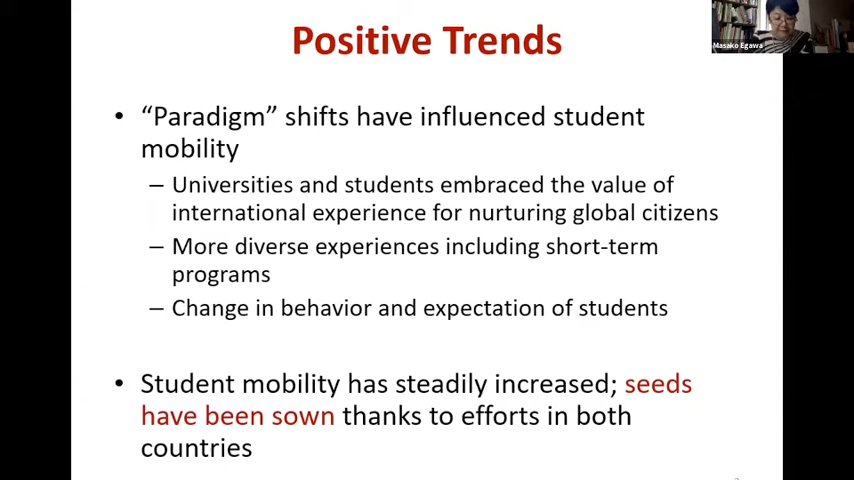 Positive Trends
Masako Egawa
• “Paradigm” shifts have influenced student
mobility
– Universities and students embraced the value of
international experience for nurturing global citizens
– More diverse experiences including short-term
programs
– Change in behavior and expectation of students
• Student mobility has steadily increased; seeds
have been sown thanks to efforts in both
countries